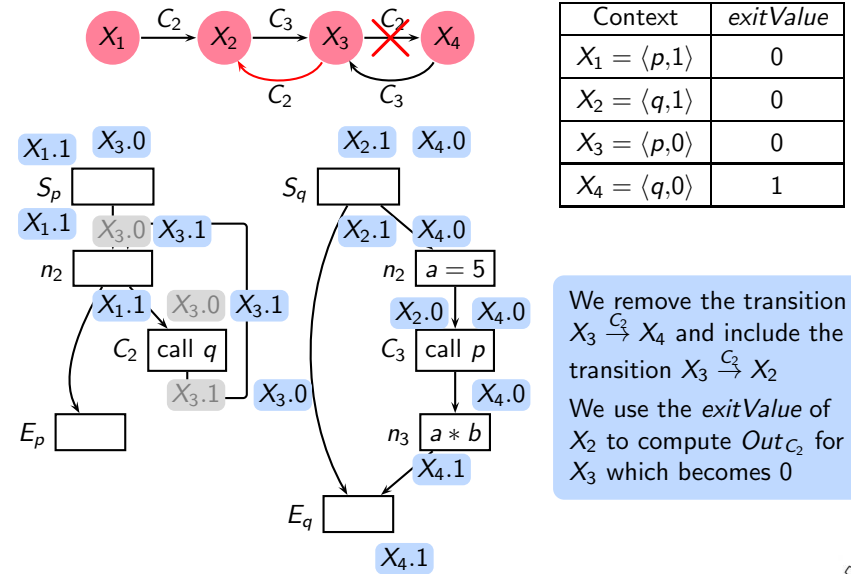 C₂ C₃ C₂
X₁ X₂ X₃ X₄
C₂ C₃
Context exitValue
X₁ = ⟨p,1⟩ 0
X₂ = ⟨q,1⟩ 0
X₃ = ⟨p,0⟩ 0
X₄ = ⟨q,0⟩ 1
X₁.1 X₃.0
Sₚ
X₁.1 X₃.0 X₃.1
n₂
X₁.1 X₃.0 X₃.1
C₂ call q
X₃.1 X₃.0
Eₚ
X₂.1 X₄.0
S_q
X₂.1 X₄.0
n₂ a = 5
X₂.0 X₄.0
C₃ call p
X₄.0
n₃ a ∗ b
X₄.1
E_q
X₄.1
We remove the transition
X₃ →^{C₂} X₄ and include the
transition X₃ →^{C₂} X₂
We use the exitValue of
X₂ to compute Out_{C₂} for
X₃ which becomes 0